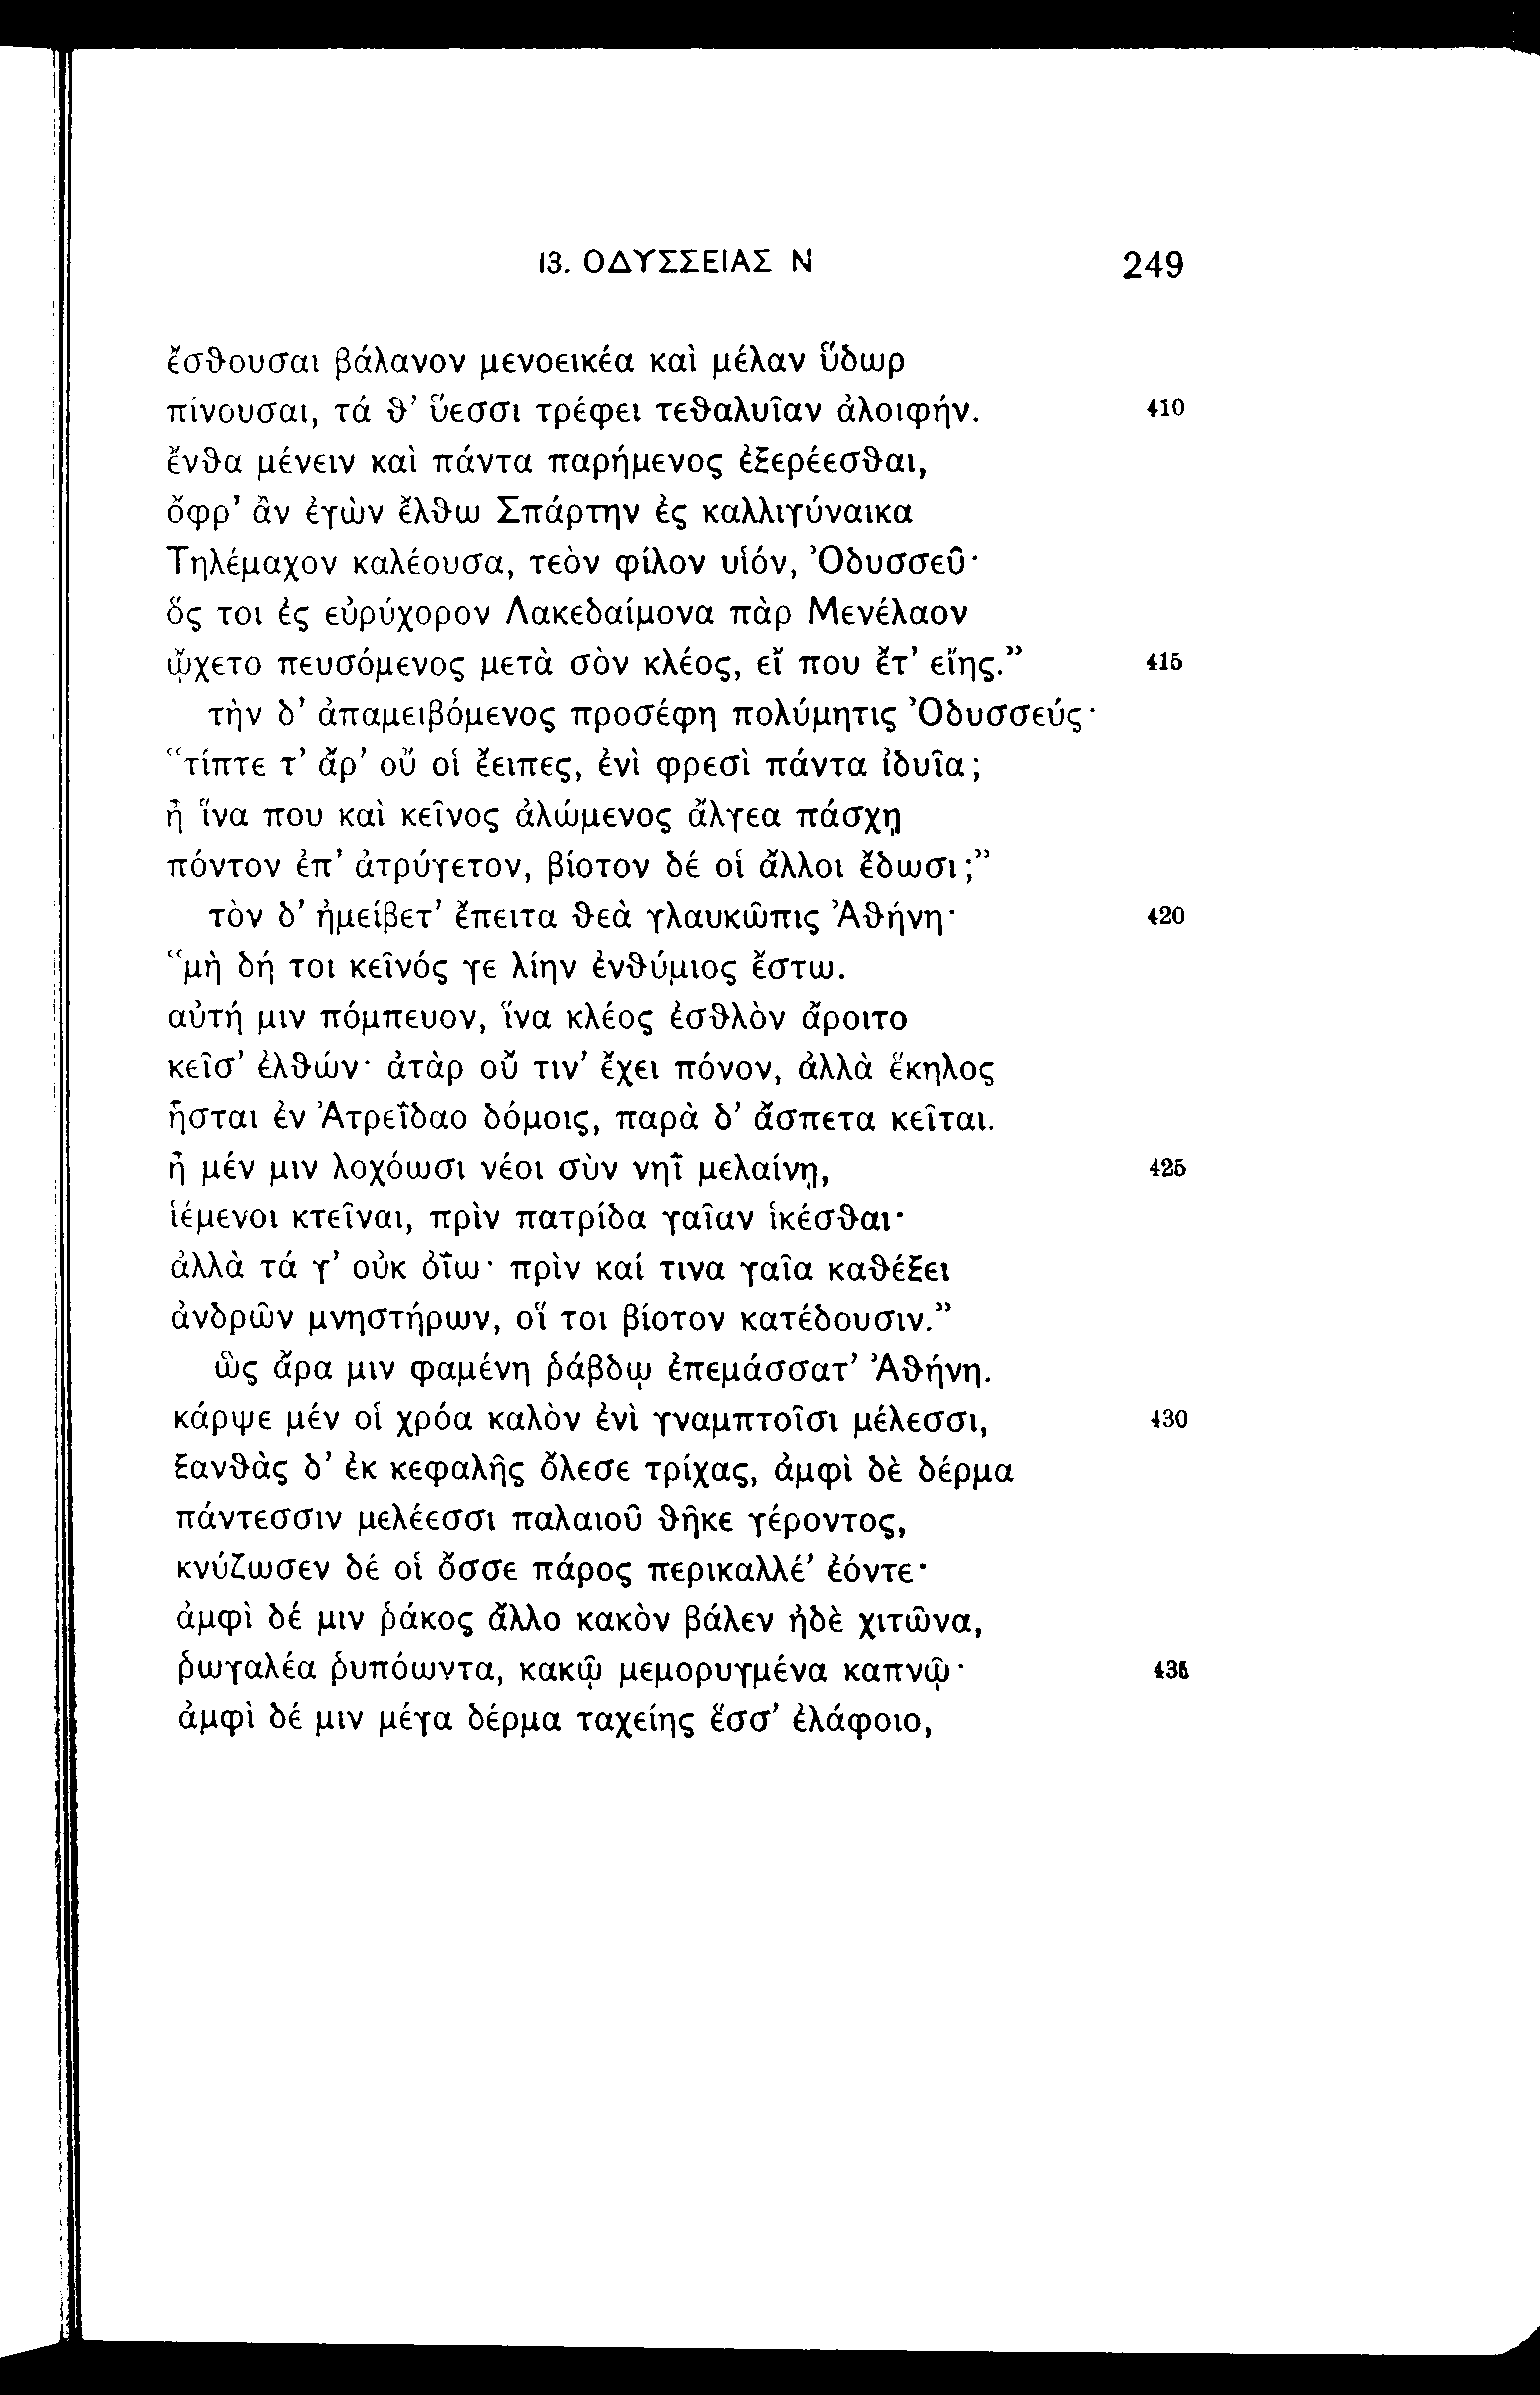 13. ΟΔΥΣΣΕΙΑΣ Ν 249
ἔσθουσαι βάλανον μενοεικέα καὶ μέλαν ὕδωρ
πίνουσαι, τά θ’ ὕεσσι τρέφει τεθαλυῖαν ἀλοιφήν. 410
ἔνθα μένειν καὶ πάντα παρήμενος ἐξερέεσθαι,
ὄφρ’ ἂν ἐγὼν ἔλθω Σπάρτην ἐς καλλιγύναικα
Τηλέμαχον καλέουσα, τεὸν φίλον υἱόν, Ὀδυσσεῦ·
ὅς τοι ἐς εὐρύχορον Λακεδαίμονα πὰρ Μενέλαον
ᾤχετο πευσόμενος μετὰ σὸν κλέος, εἴ που ἔτ’ εἴης.” 415
τὴν δ’ ἀπαμειβόμενος προσέφη πολύμητις Ὀδυσσεύς·
“τίπτε τ’ ἄρ’ οὔ οἱ ἔειπες, ἐνὶ φρεσὶ πάντα ἰδυῖα;
ἦ ἵνα που καὶ κεῖνος ἀλώμενος ἄλγεα πάσχῃ
πόντον ἐπ’ ἀτρύγετον, βίοτον δέ οἱ ἄλλοι ἔδωσι;”
τὸν δ’ ἠμείβετ’ ἔπειτα θεὰ γλαυκῶπις Ἀθήνη· 420
“μὴ δή τοι κεῖνός γε λίην ἐνθύμιος ἔστω.
αὐτή μιν πόμπευον, ἵνα κλέος ἐσθλὸν ἄροιτο
κεῖσ’ ἐλθών· ἀτὰρ οὔ τιν’ ἔχει πόνον, ἀλλὰ ἕκηλος
ἧσται ἐν Ἀτρεΐδαο δόμοις, παρὰ δ’ ἄσπετα κεῖται.
ἦ μέν μιν λοχόωσι νέοι σὺν νηῒ μελαίνῃ, 425
ἱέμενοι κτεῖναι, πρὶν πατρίδα γαῖαν ἱκέσθαι·
ἀλλὰ τά γ’ οὐκ ὀΐω· πρὶν καί τινα γαῖα καθέξει
ἀνδρῶν μνηστήρων, οἵ τοι βίοτον κατέδουσιν.”
ὣς ἄρα μιν φαμένη ῥάβδῳ ἐπεμάσσατ’ Ἀθήνη.
κάρψε μέν οἱ χρόα καλὸν ἐνὶ γναμπτοῖσι μέλεσσι, 430
ξανθὰς δ’ ἐκ κεφαλῆς ὄλεσε τρίχας, ἀμφὶ δὲ δέρμα
πάντεσσιν μελέεσσι παλαιοῦ θῆκε γέροντος,
κνύζωσεν δέ οἱ ὄσσε πάρος περικαλλέ’ ἐόντε·
ἀμφὶ δέ μιν ῥάκος ἄλλο κακὸν βάλεν ἠδὲ χιτῶνα,
ῥωγαλέα ῥυπόωντα, κακῷ μεμορυγμένα καπνῷ· 435
ἀμφὶ δέ μιν μέγα δέρμα ταχείης ἕσσ’ ἐλάφοιο,